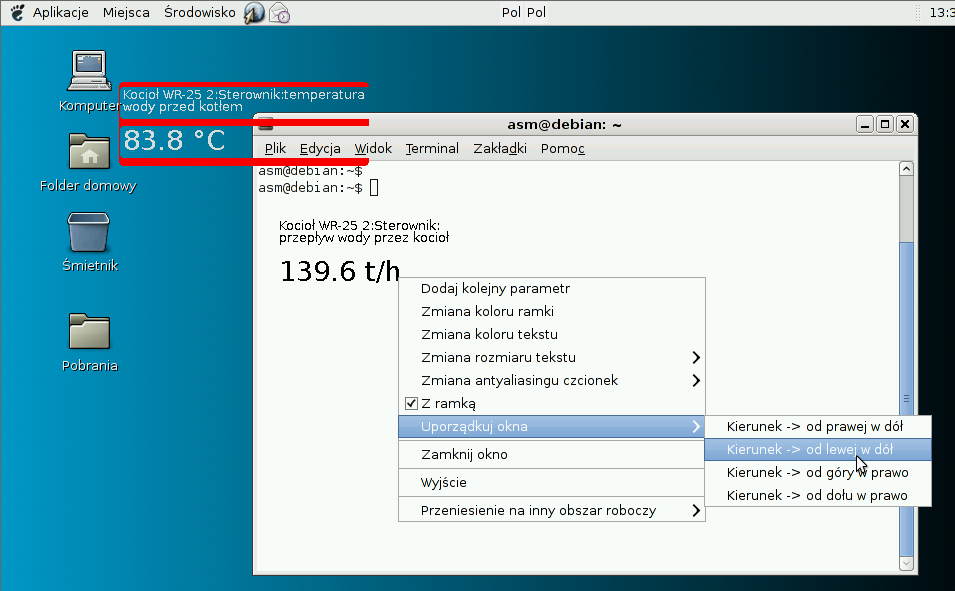 Aplikacje Miejsca Środowisko Pol Pol 13:3
Komputer
Kocioł WR-25 2:Sterownik:temperatura
wody przed kotłem
83.8 °C
Folder domowy
Śmietnik
Pobrania
asm@debian: ~
Plik Edycja Widok Terminal Zakładki Pomoc
asm@debian:~$
asm@debian:~$
Kocioł WR-25 2:Sterownik:
przepływ wody przez kocioł
139.6 t/h
Dodaj kolejny parametr
Zmiana koloru ramki
Zmiana koloru tekstu
Zmiana rozmiaru tekstu
Zmiana antyaliasingu czcionek
Z ramką
Uporządkuj okna
Zamknij okno
Wyjście
Przeniesienie na inny obszar roboczy
Kierunek -> od prawej w dół
Kierunek -> od lewej w dół
Kierunek -> od góry w prawo
Kierunek -> od dołu w prawo